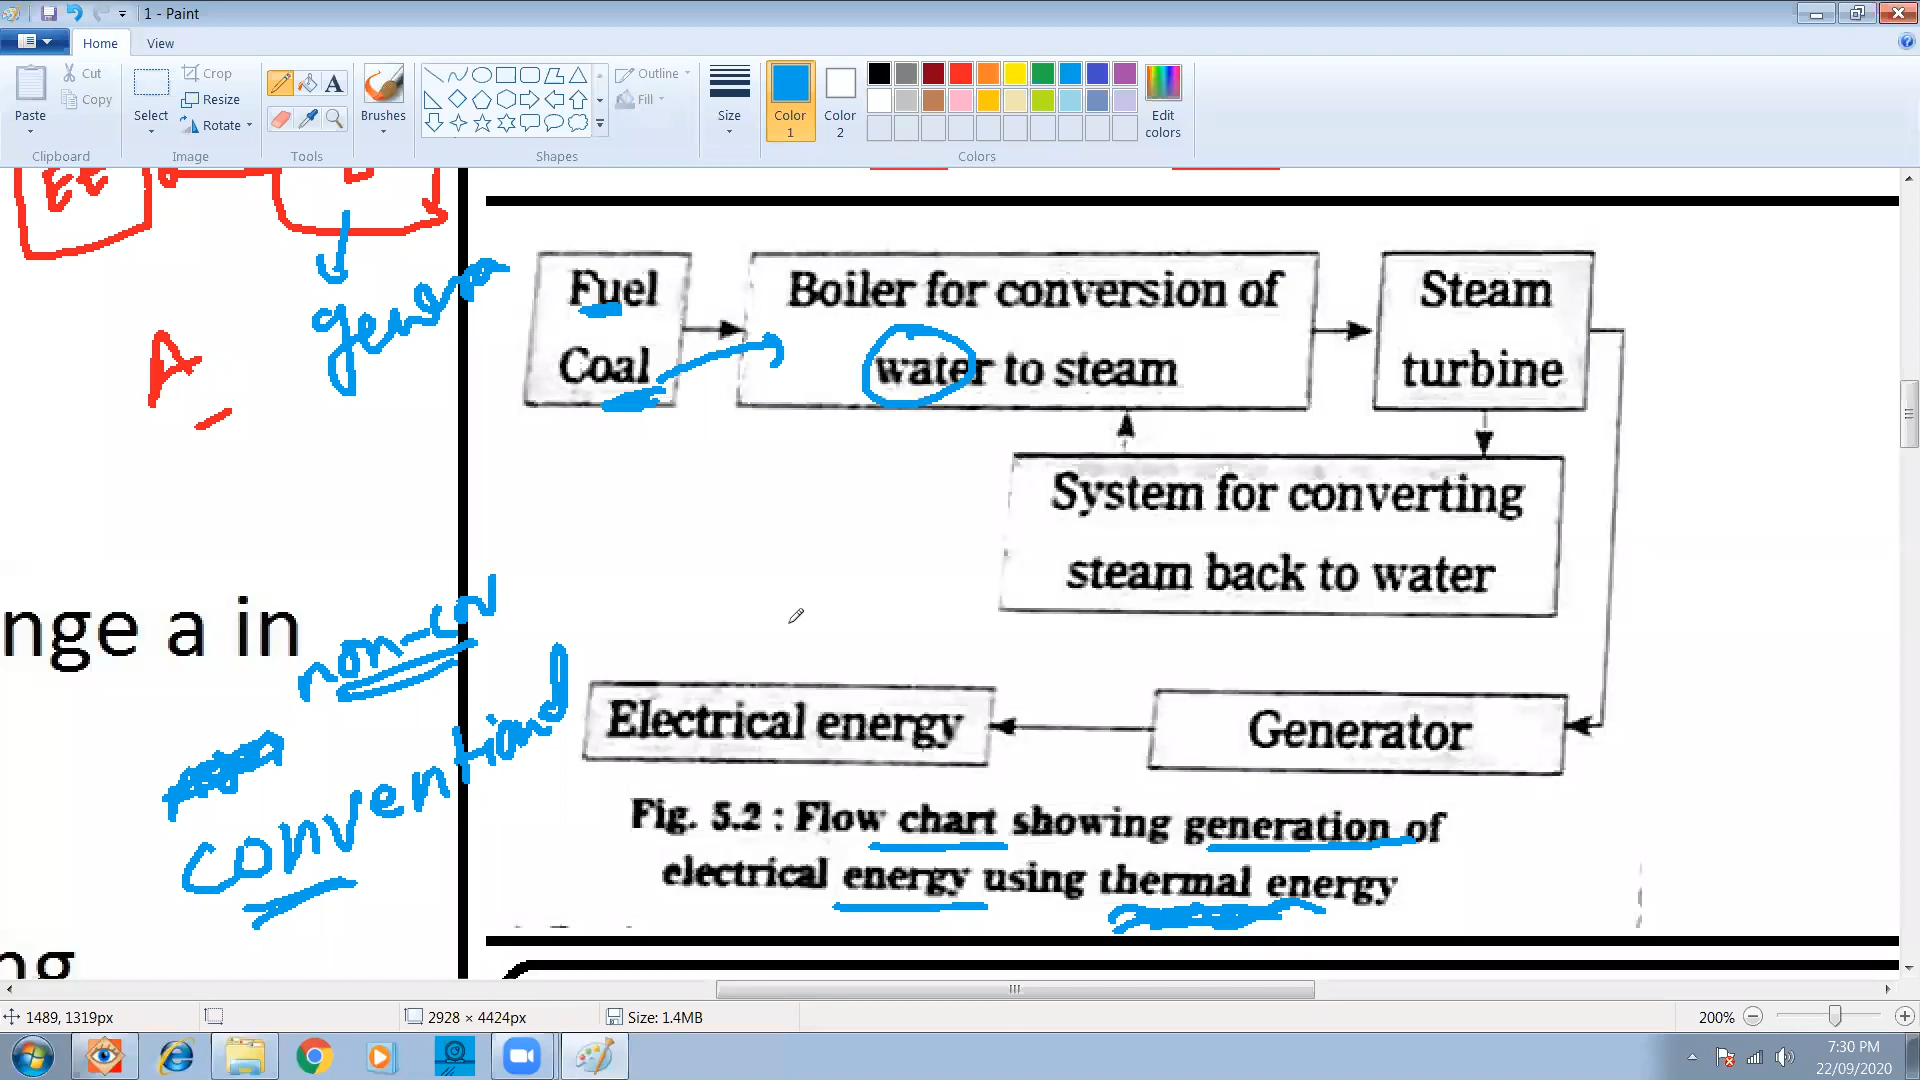 1 - Paint
Home
View
Paste
Cut
Copy
Clipboard
Select
Crop
Resize
Rotate
Image
Tools
Brushes
Shapes
Outline
Fill
Size
Color
1
Color
2
Edit
colors
Colors
EE
A
genera
nge a in
non-con
conventional
ng
Fuel
Coal
Boiler for conversion of
water to steam
Steam
turbine
System for converting
steam back to water
Electrical energy
Generator
Fig. 5.2 : Flow chart showing generation of
electrical energy using thermal energy
1489, 1319px
2928 × 4424px
Size: 1.4MB
200%
7:30 PM
22/09/2020